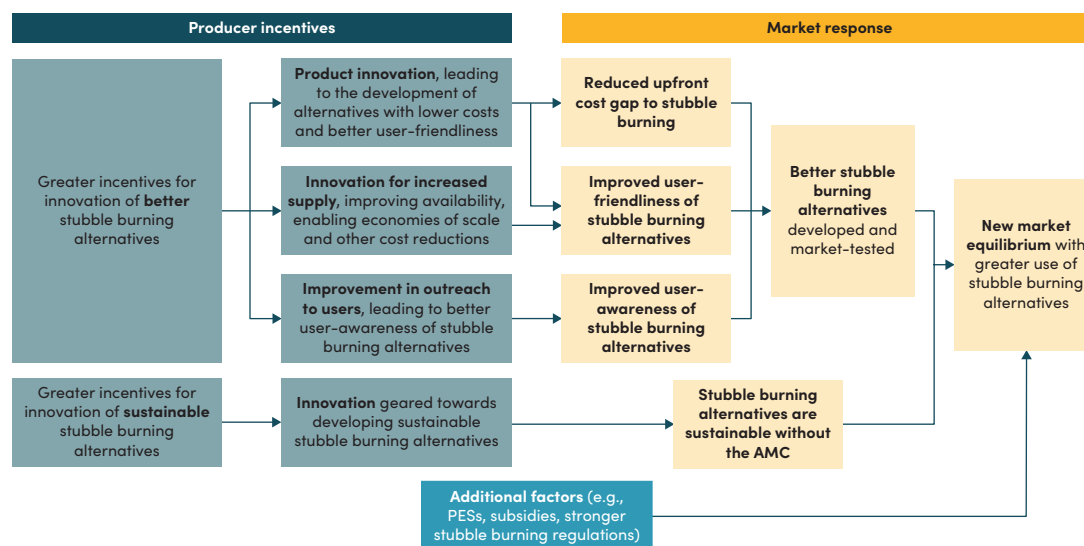 Producer incentives
Market response
Greater incentives for
innovation of better
stubble burning
alternatives
Product innovation, leading
to the development of
alternatives with lower costs
and better user-friendliness
Innovation for increased
supply, improving availability,
enabling economies of scale
and other cost reductions
Improvement in outreach
to users, leading to better
user-awareness of stubble
burning alternatives
Reduced upfront
cost gap to stubble
burning
Improved user-
friendliness of
stubble burning
alternatives
Improved user-
awareness of
stubble burning
alternatives
Better stubble
burning
alternatives
developed and
market-tested
New market
equilibrium with
greater use of
stubble burning
alternatives
Greater incentives for
innovation of sustainable
stubble burning
alternatives
Innovation geared towards
developing sustainable
stubble burning alternatives
Stubble burning
alternatives are
sustainable without
the AMC
Additional factors (e.g.,
PESs, subsidies, stronger
stubble burning regulations)